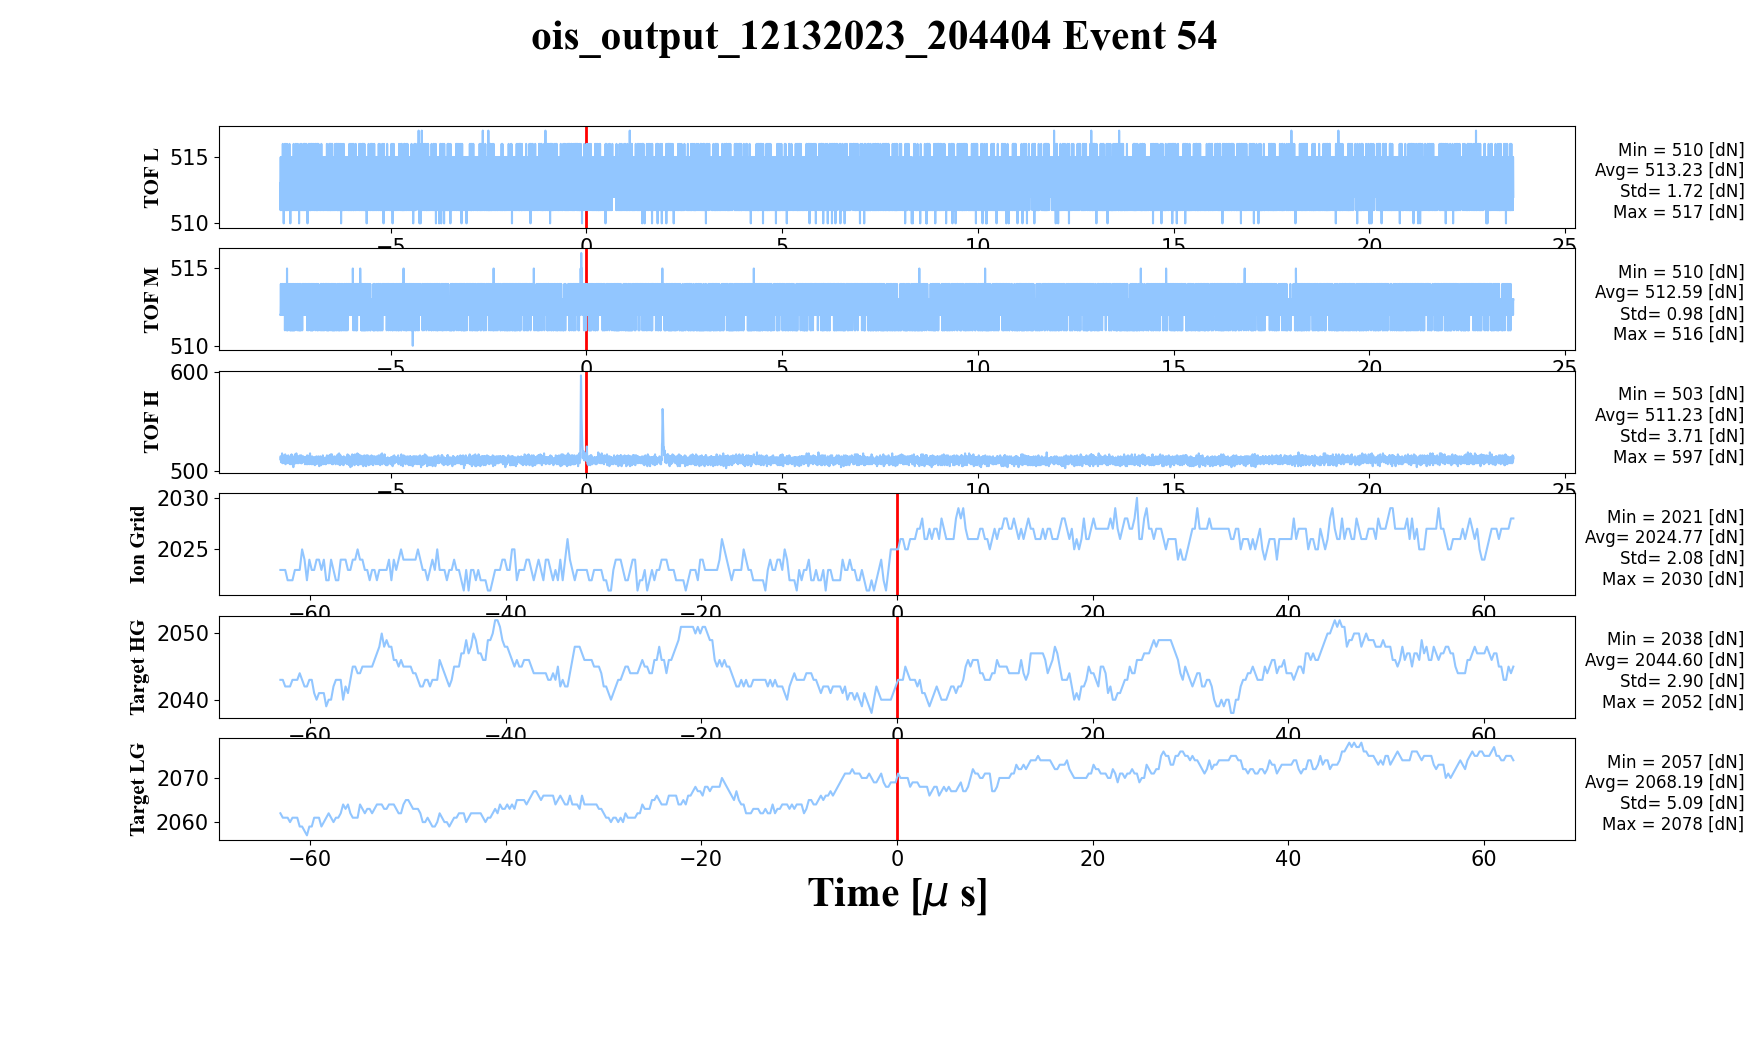 ois_output_12132023_204404 Event 54
TOF L
515
510
Min = 510 [dN]
Avg= 513.23 [dN]
Std= 1.72 [dN]
Max = 517 [dN]
−5 0 5 10 15 20 25
TOF M
515
510
Min = 510 [dN]
Avg= 512.59 [dN]
Std= 0.98 [dN]
Max = 516 [dN]
−5 0 5 10 15 20 25
TOF H
600
500
Min = 503 [dN]
Avg= 511.23 [dN]
Std= 3.71 [dN]
Max = 597 [dN]
−5 0 5 10 15 20 25
Ion Grid
2030
2025
Min = 2021 [dN]
Avg= 2024.77 [dN]
Std= 2.08 [dN]
Max = 2030 [dN]
−60 −40 −20 0 20 40 60
Target HG
2050
2040
Min = 2038 [dN]
Avg= 2044.60 [dN]
Std= 2.90 [dN]
Max = 2052 [dN]
−60 −40 −20 0 20 40 60
Target LG
2070
2060
Min = 2057 [dN]
Avg= 2068.19 [dN]
Std= 5.09 [dN]
Max = 2078 [dN]
−60 −40 −20 0 20 40 60
Time [μ s]